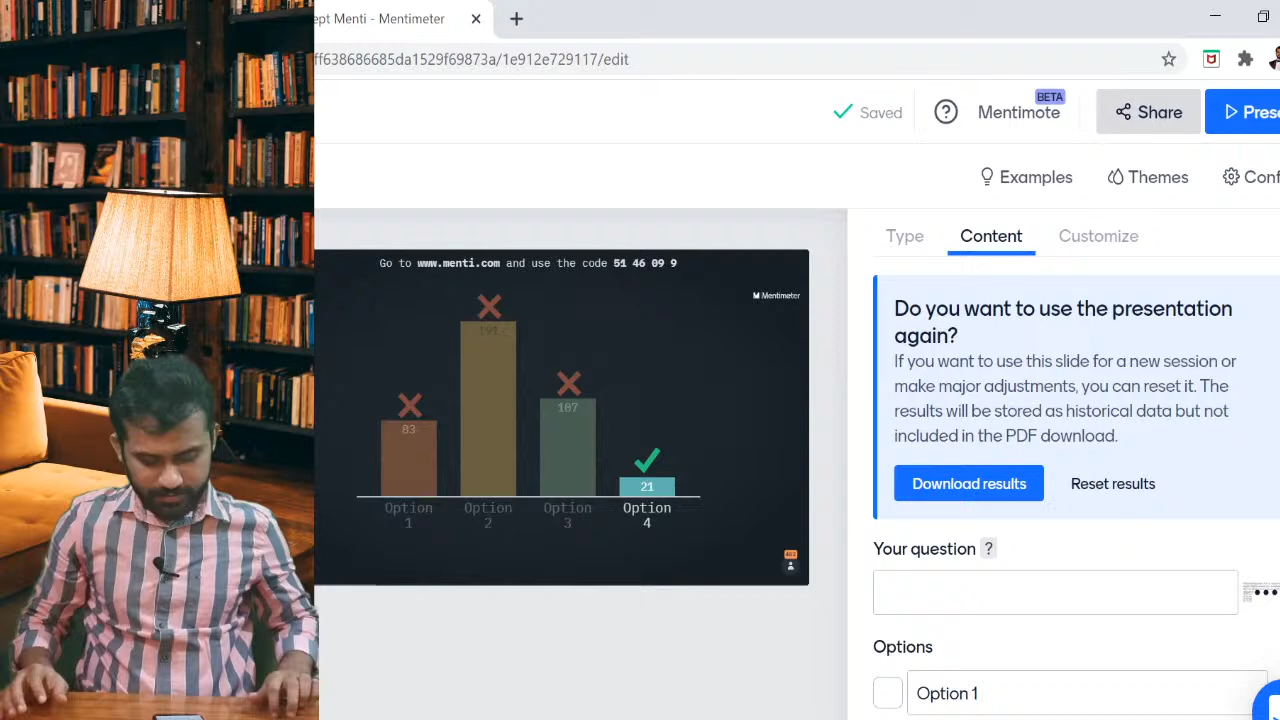 ept Menti - Mentimeter
ff638686685da1529f69873a/1e912e729117/edit
Saved
Mentimote
BETA
Share
Prese
Examples
Themes
Conf
Type
Content
Customize
Go to www.menti.com and use the code 51 46 09 9
Mentimeter
83
191
107
21
Option 1
Option 2
Option 3
Option 4
Do you want to use the presentation
again?
If you want to use this slide for a new session or
make major adjustments, you can reset it. The
results will be stored as historical data but not
included in the PDF download.
Download results
Reset results
Your question ?
Options
Option 1